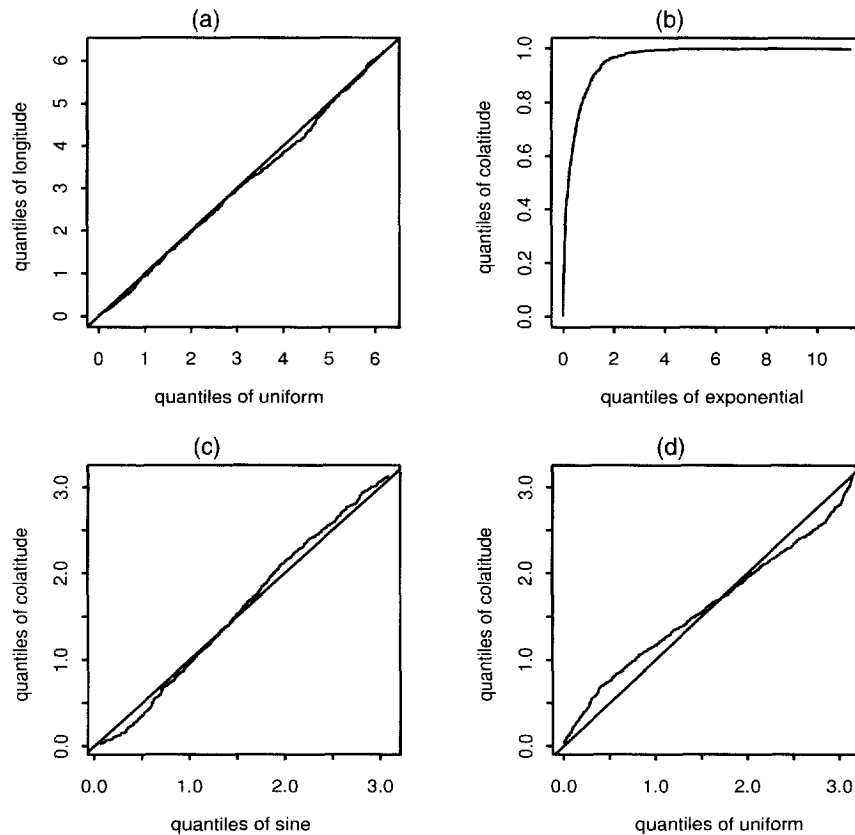 (a)
quantiles of longitude
6
5
4
3
2
1
0
0 1 2 3 4 5 6
quantiles of uniform
(b)
quantiles of colatitude
1.0
0.8
0.6
0.4
0.2
0.0
0 2 4 6 8 10
quantiles of exponential
(c)
quantiles of colatitude
3.0
2.0
1.0
0.0
0.0 1.0 2.0 3.0
quantiles of sine
(d)
quantiles of colatitude
3.0
2.0
1.0
0.0
0.0 1.0 2.0 3.0
quantiles of uniform